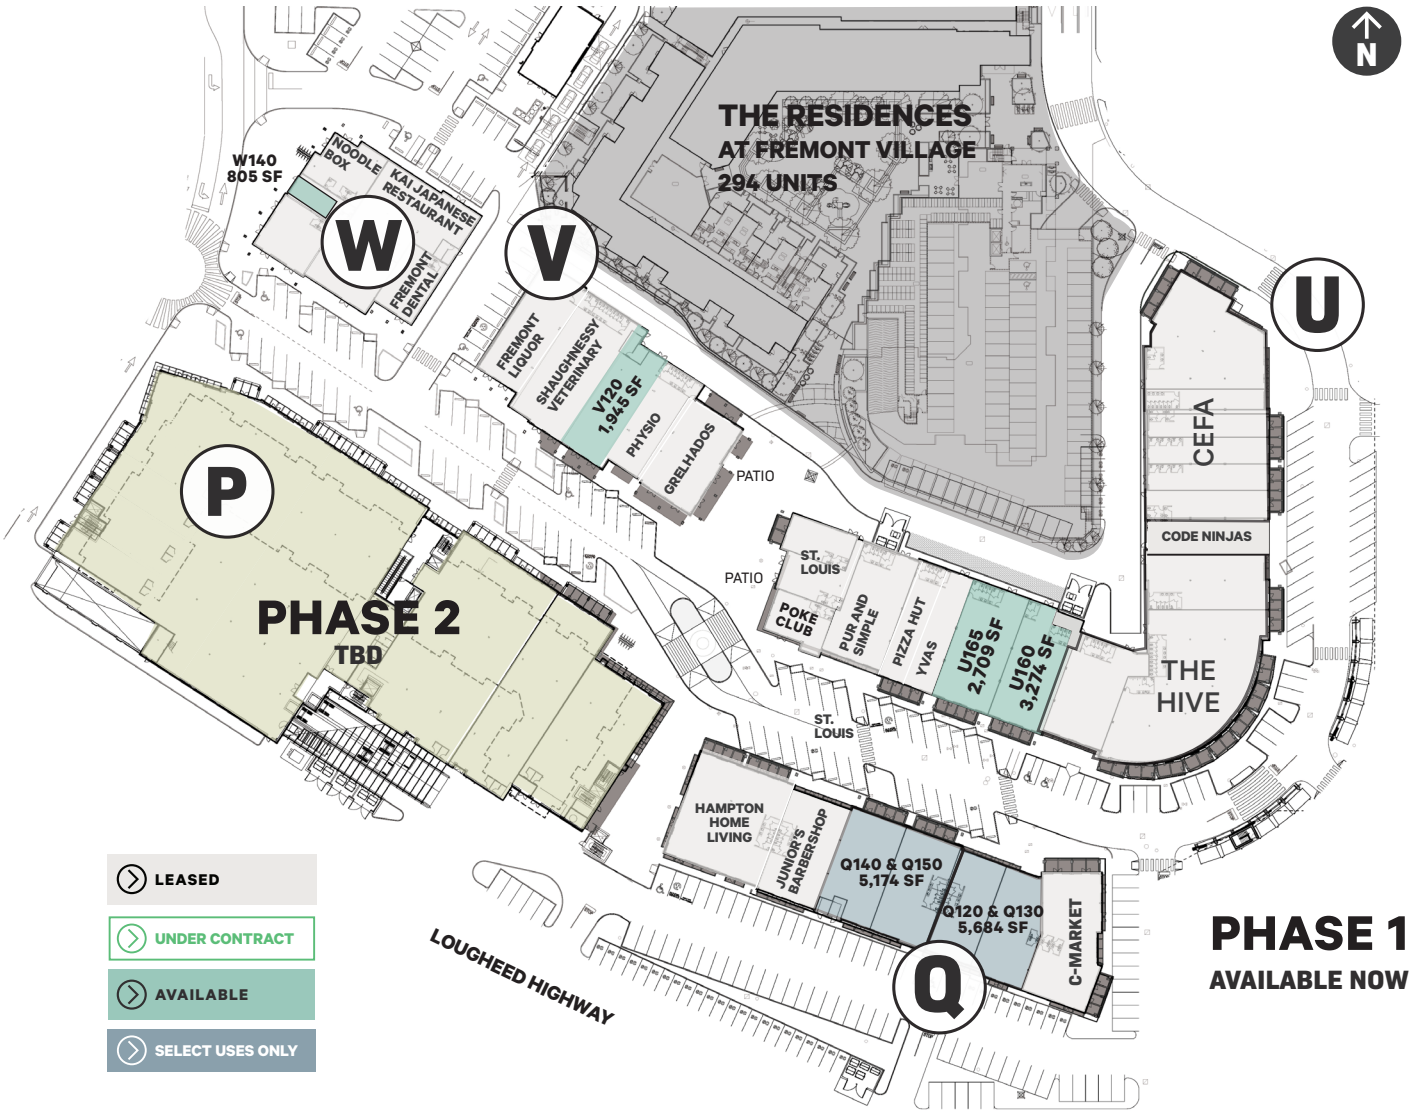 N
THE RESIDENCES
AT FREMONT VILLAGE
294 UNITS
W140
805 SF
NOODLE
BOX
KAI JAPANESE
RESTAURANT
FREMONT
DENTAL
W
V
U
FREMONT
LIQUOR
SHAUGHNESSY
VETERINARY
V120
1,945 SF
PHYSIO
GRELHADOS
PATIO
P
PHASE 2
TBD
CEFA
CODE NINJAS
THE
HIVE
PATIO
ST.
LOUIS
POKE
CLUB
PUR AND
SIMPLE
PIZZA HUT
YVAS
U165
2,709 SF
U160
3,274 SF
ST.
LOUIS
HAMPTON
HOME
LIVING
JUNIOR'S
BARBERSHOP
Q140 & Q150
5,174 SF
Q120 & Q130
5,684 SF
C-MARKET
Q
LOUGHEED HIGHWAY
PHASE 1
AVAILABLE NOW
LEASED
UNDER CONTRACT
AVAILABLE
SELECT USES ONLY